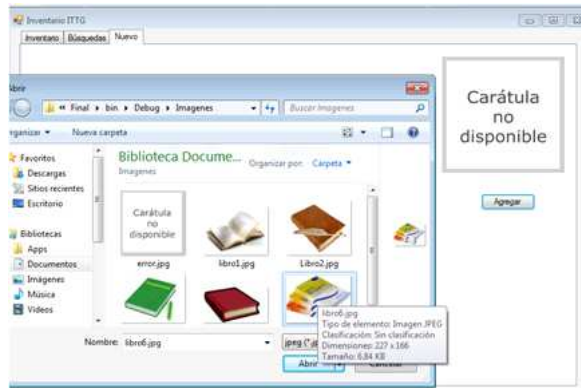 Inventario ITTG
Inventario Búsquedas Nuevo
Abrir
« Final ▸ bin ▸ Debug ▸ Imagenes
Buscar Imagenes
Organizar Nueva carpeta
Favoritos
Descargas
Sitios recientes
Escritorio
Bibliotecas
Apps
Documentos
Imágenes
Música
Videos
Biblioteca Docume...
Imagenes
Organizar por: Carpeta
Carátula
no
disponible
error.jpg
libro1.jpg
Libro2.jpg
libro6.jpg
Tipo de elemento: Imagen JPEG
Clasificación: Sin clasificación
Dimensiones: 227 x 166
Tamaño: 6,84 KB
Nombre: libro6.jpg
jpeg (*.j
Abrir
Cancelar
Carátula
no
disponible
Agregar